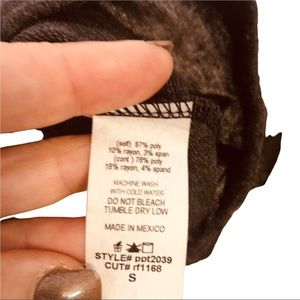 (self) 87% poly
10% rayon, 3% span
(cont) 78% poly
18% rayon, 4% spand
MACHINE WASH
WITH COLD WATER
DO NOT BLEACH
TUMBLE DRY LOW
MADE IN MEXICO
STYLE# ppt2039
CUT# rf1168
S